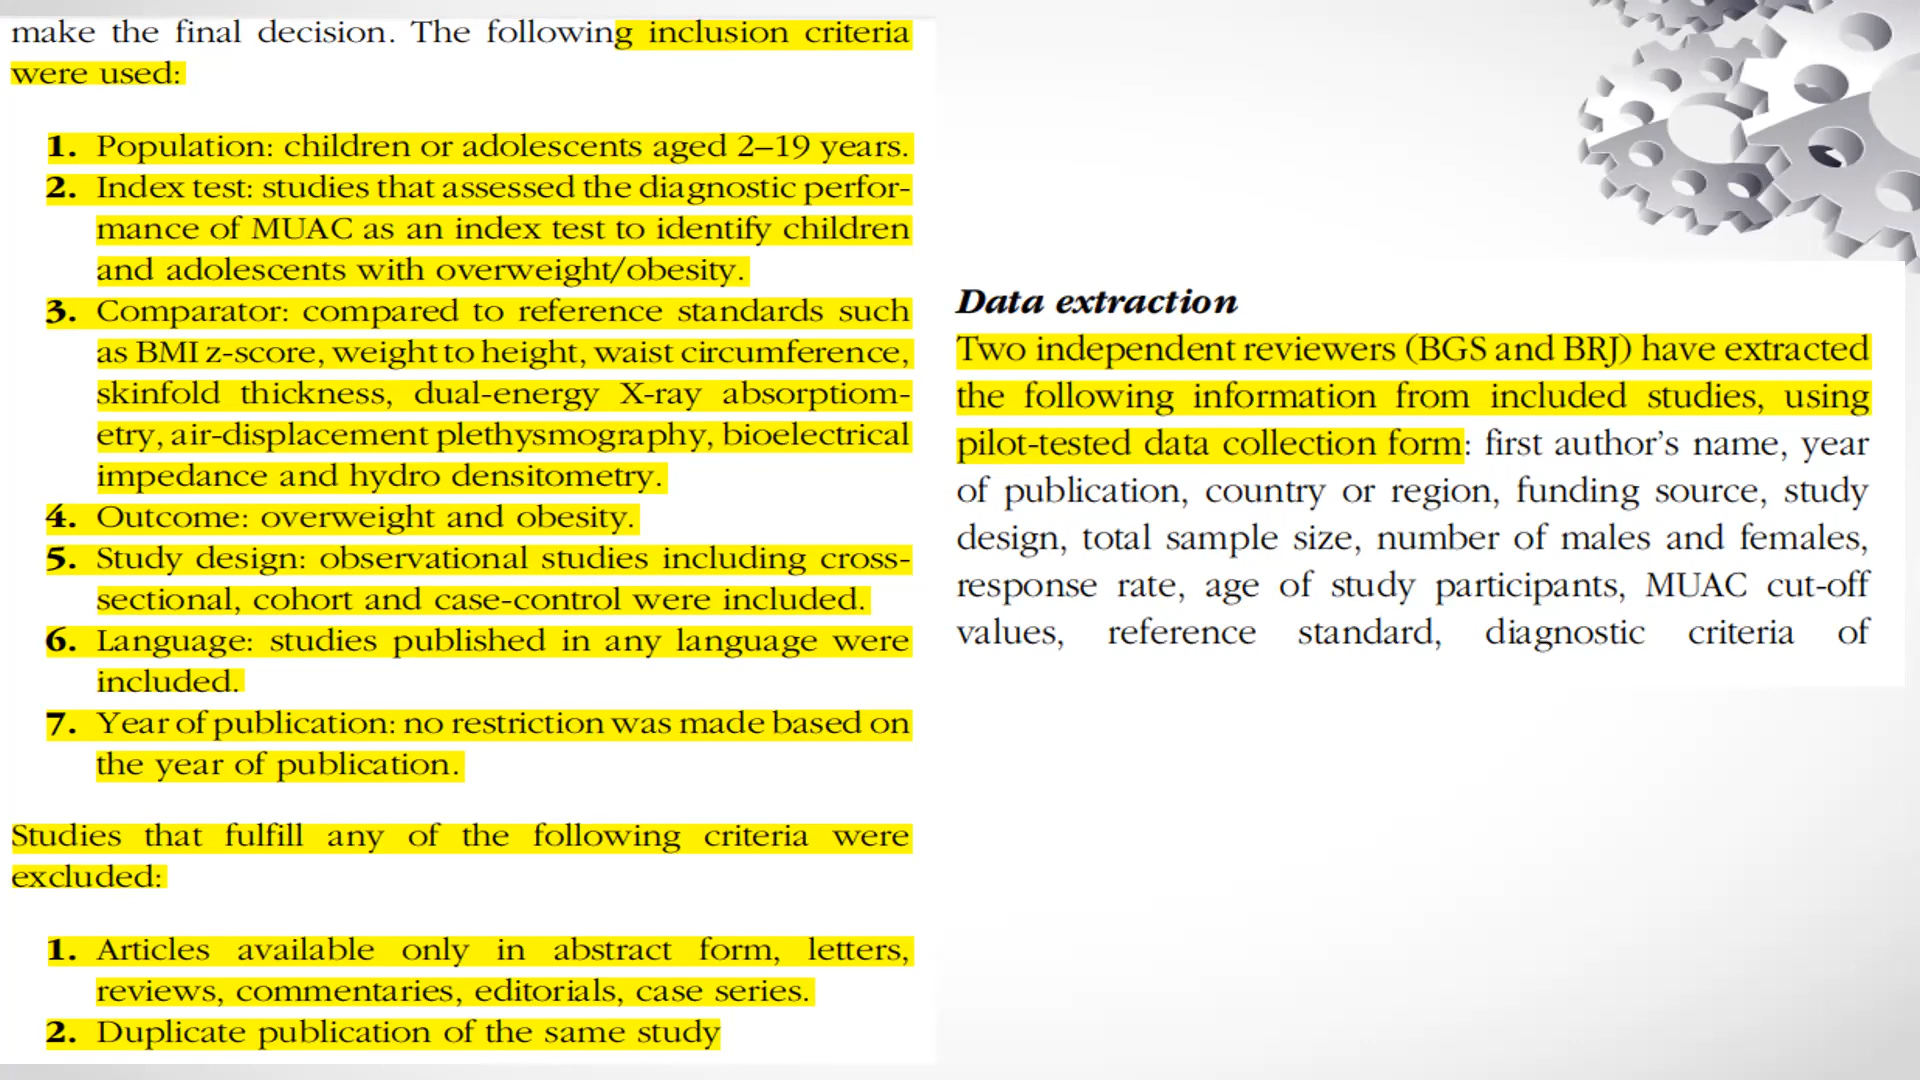 make the final decision. The following inclusion criteria
were used:
1. Population: children or adolescents aged 2–19 years.
2. Index test: studies that assessed the diagnostic perfor-
mance of MUAC as an index test to identify children
and adolescents with overweight/obesity.
3. Comparator: compared to reference standards such
as BMI z-score, weight to height, waist circumference,
skinfold thickness, dual-energy X-ray absorptiom-
etry, air-displacement plethysmography, bioelectrical
impedance and hydro densitometry.
4. Outcome: overweight and obesity.
5. Study design: observational studies including cross-
sectional, cohort and case-control were included.
6. Language: studies published in any language were
included.
7. Year of publication: no restriction was made based on
the year of publication.
Studies that fulfill any of the following criteria were
excluded:
1. Articles available only in abstract form, letters,
reviews, commentaries, editorials, case series.
2. Duplicate publication of the same study
Data extraction
Two independent reviewers (BGS and BRJ) have extracted
the following information from included studies, using
pilot-tested data collection form: first author’s name, year
of publication, country or region, funding source, study
design, total sample size, number of males and females,
response rate, age of study participants, MUAC cut-off
values, reference standard, diagnostic criteria of